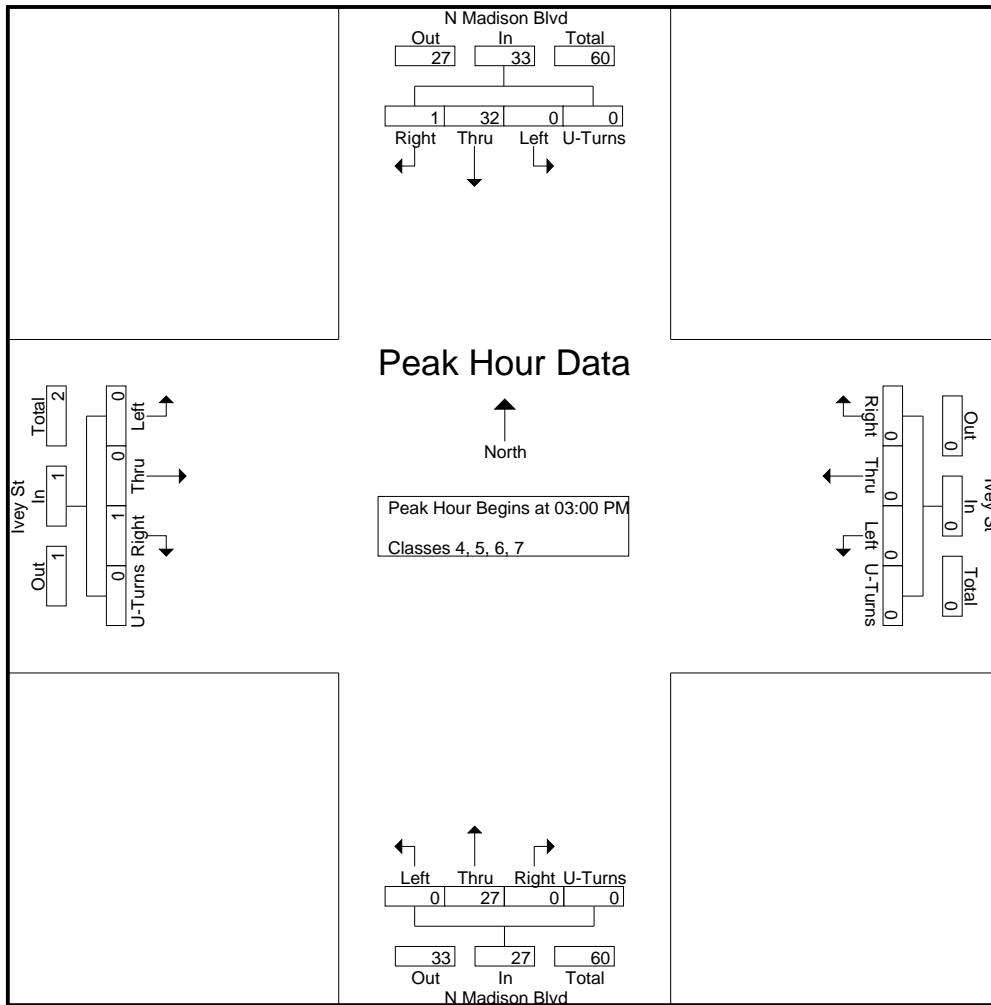 N Madison Blvd
Out In Total
27 33 60
1 32 0 0
Right Thru Left U-Turns
Peak Hour Data
North
Peak Hour Begins at 03:00 PM
Classes 4, 5, 6, 7
Ivey St
Out In Total
1 1 2
U-Turns Right Thru Left
0 1 0 0
Right Thru Left U-Turns
0 0 0 0
Out In Total
0 0 0
Ivey St
Left Thru Right U-Turns
0 27 0 0
33 27 60
Out In Total
N Madison Blvd